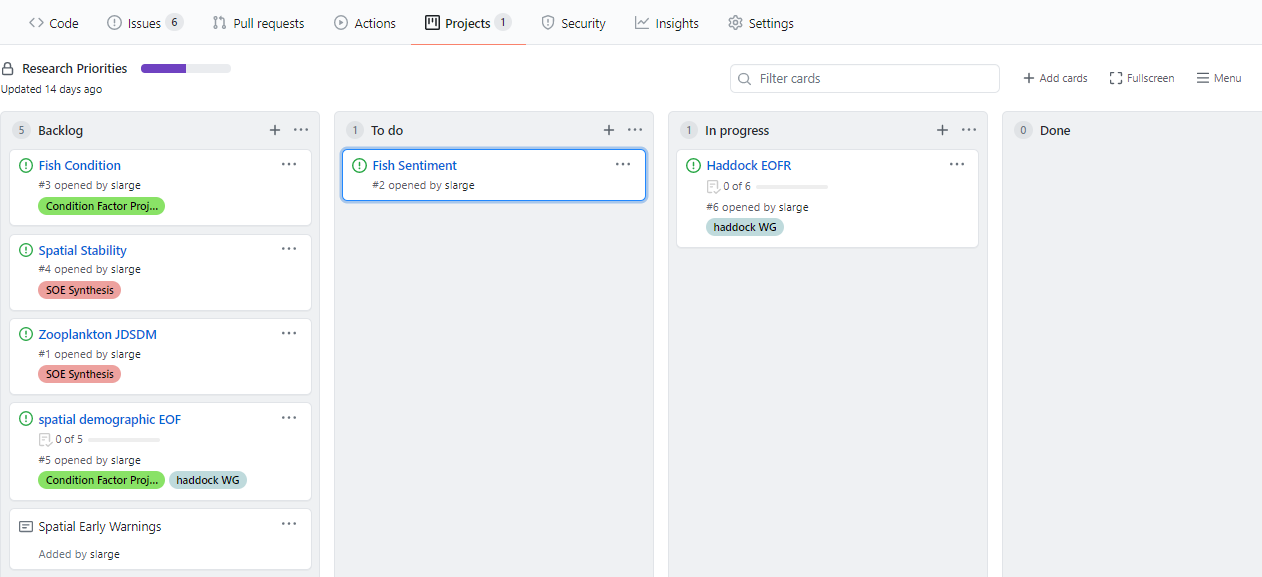 Code Issues 6 Pull requests Actions Projects 1 Security Insights Settings
Research Priorities
Updated 14 days ago
Filter cards
Add cards Fullscreen Menu
5 Backlog
Fish Condition
#3 opened by slarge
Condition Factor Proj...
Spatial Stability
#4 opened by slarge
SOE Synthesis
Zooplankton JDSDM
#1 opened by slarge
SOE Synthesis
spatial demographic EOF
0 of 5
#5 opened by slarge
Condition Factor Proj... haddock WG
Spatial Early Warnings
Added by slarge
1 To do
Fish Sentiment
#2 opened by slarge
1 In progress
Haddock EOFR
0 of 6
#6 opened by slarge
haddock WG
0 Done